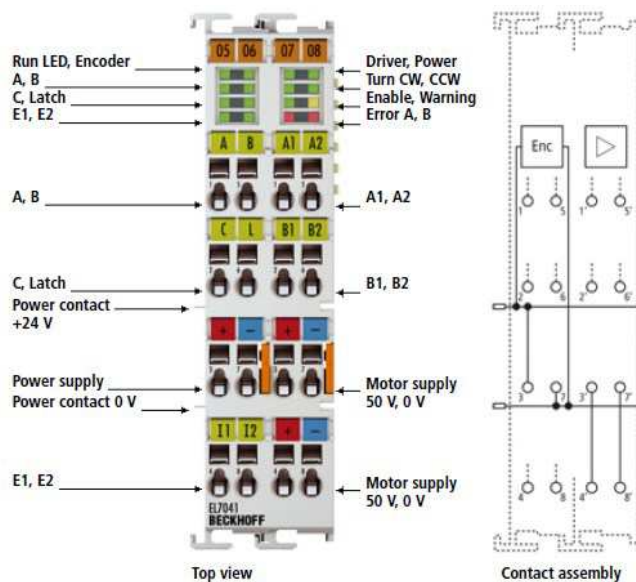 05 06 07 08
Run LED, Encoder
A, B
C, Latch
E1, E2
Driver, Power
Turn CW, CCW
Enable, Warning
Error A, B
A B A1 A2
A, B
A1, A2
C L B1 B2
C, Latch
B1, B2
Power contact
+24 V
+ - + -
Power supply
Power contact 0 V
Motor supply
50 V, 0 V
I1 I2 + -
E1, E2
Motor supply
50 V, 0 V
EL7041
BECKHOFF
Top view
Enc
1 5 1' 5'
2 6 2' 6'
3 7 3' 7'
4 8 4' 8'
Contact assembly